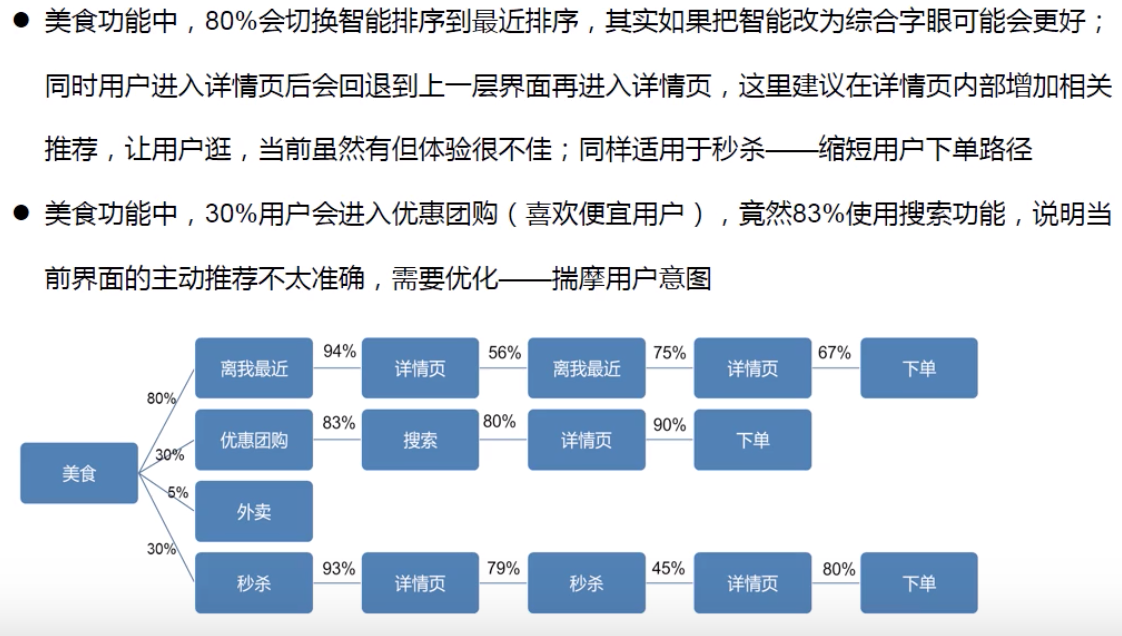 ● 美食功能中，80%会切换智能排序到最近排序，其实如果把智能改为综合字眼可能会更好；
同时用户进入详情页后会回退到上一层界面再进入详情页，这里建议在详情页内部增加相关
推荐，让用户逛，当前虽然有但体验很不佳；同样适用于秒杀——缩短用户下单路径
● 美食功能中，30%用户会进入优惠团购（喜欢便宜用户），竟然83%使用搜索功能，说明当
前界面的主动推荐不太准确，需要优化——揣摩用户意图
80% 离我最近 94% 详情页 56% 离我最近 75% 详情页 67% 下单
30% 优惠团购 83% 搜索 80% 详情页 90% 下单
美食
5% 外卖
30% 秒杀 93% 详情页 79% 秒杀 45% 详情页 80% 下单